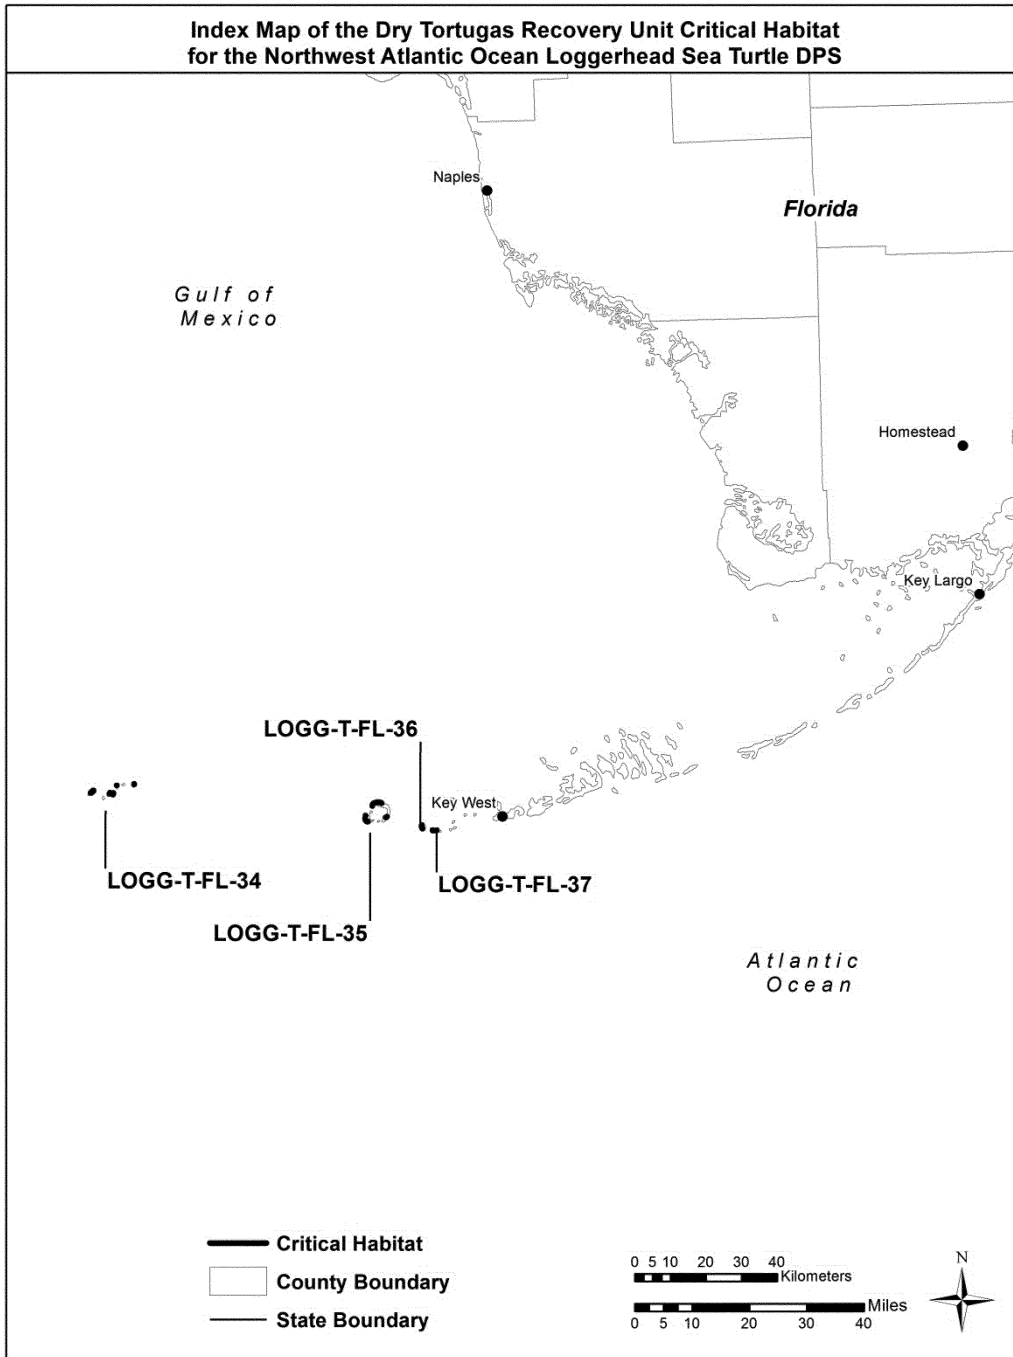 Index Map of the Dry Tortugas Recovery Unit Critical Habitat
for the Northwest Atlantic Ocean Loggerhead Sea Turtle DPS
Naples
Florida
Gulf of
Mexico
Homestead
Key Largo
LOGG-T-FL-36
Key West
LOGG-T-FL-34
LOGG-T-FL-37
LOGG-T-FL-35
Atlantic
Ocean
Critical Habitat
County Boundary
State Boundary
0 5 10 20 30 40
Kilometers
Miles
0 5 10 20 30 40
N